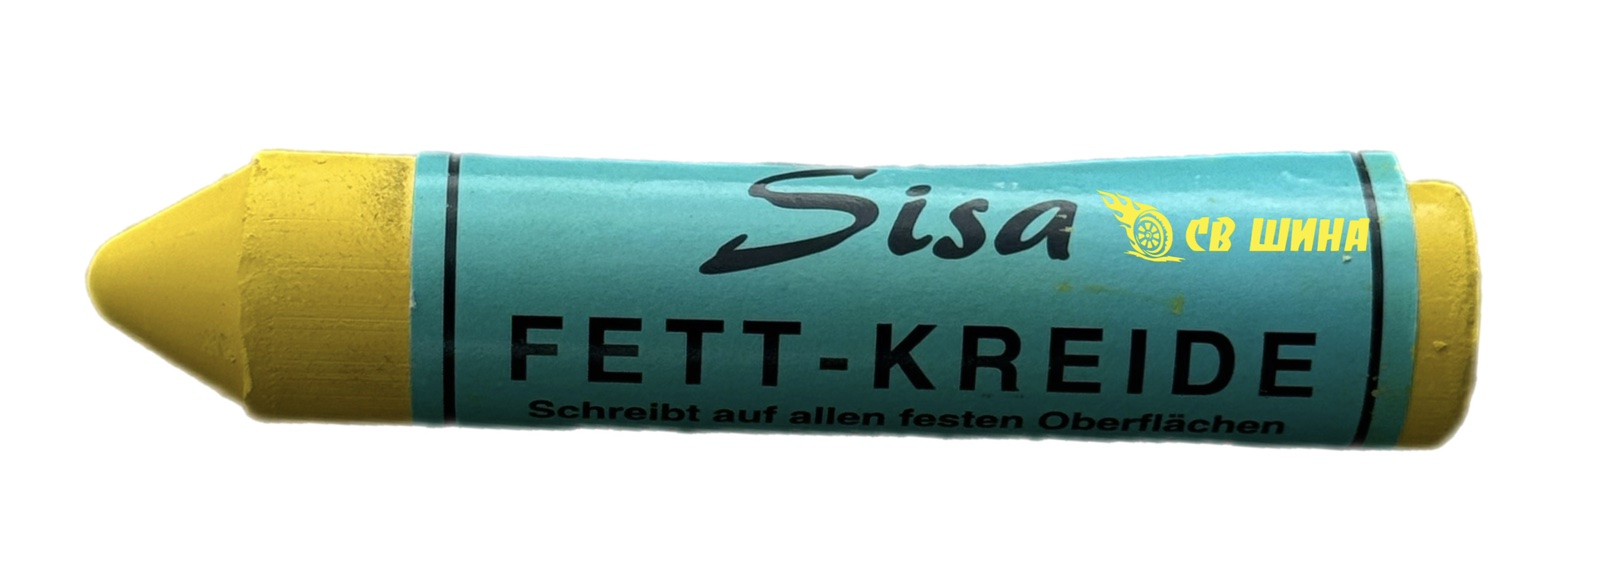 Sisa
СВ ШИНА
FETT-KREIDE
Schreibt auf allen festen Oberflächen